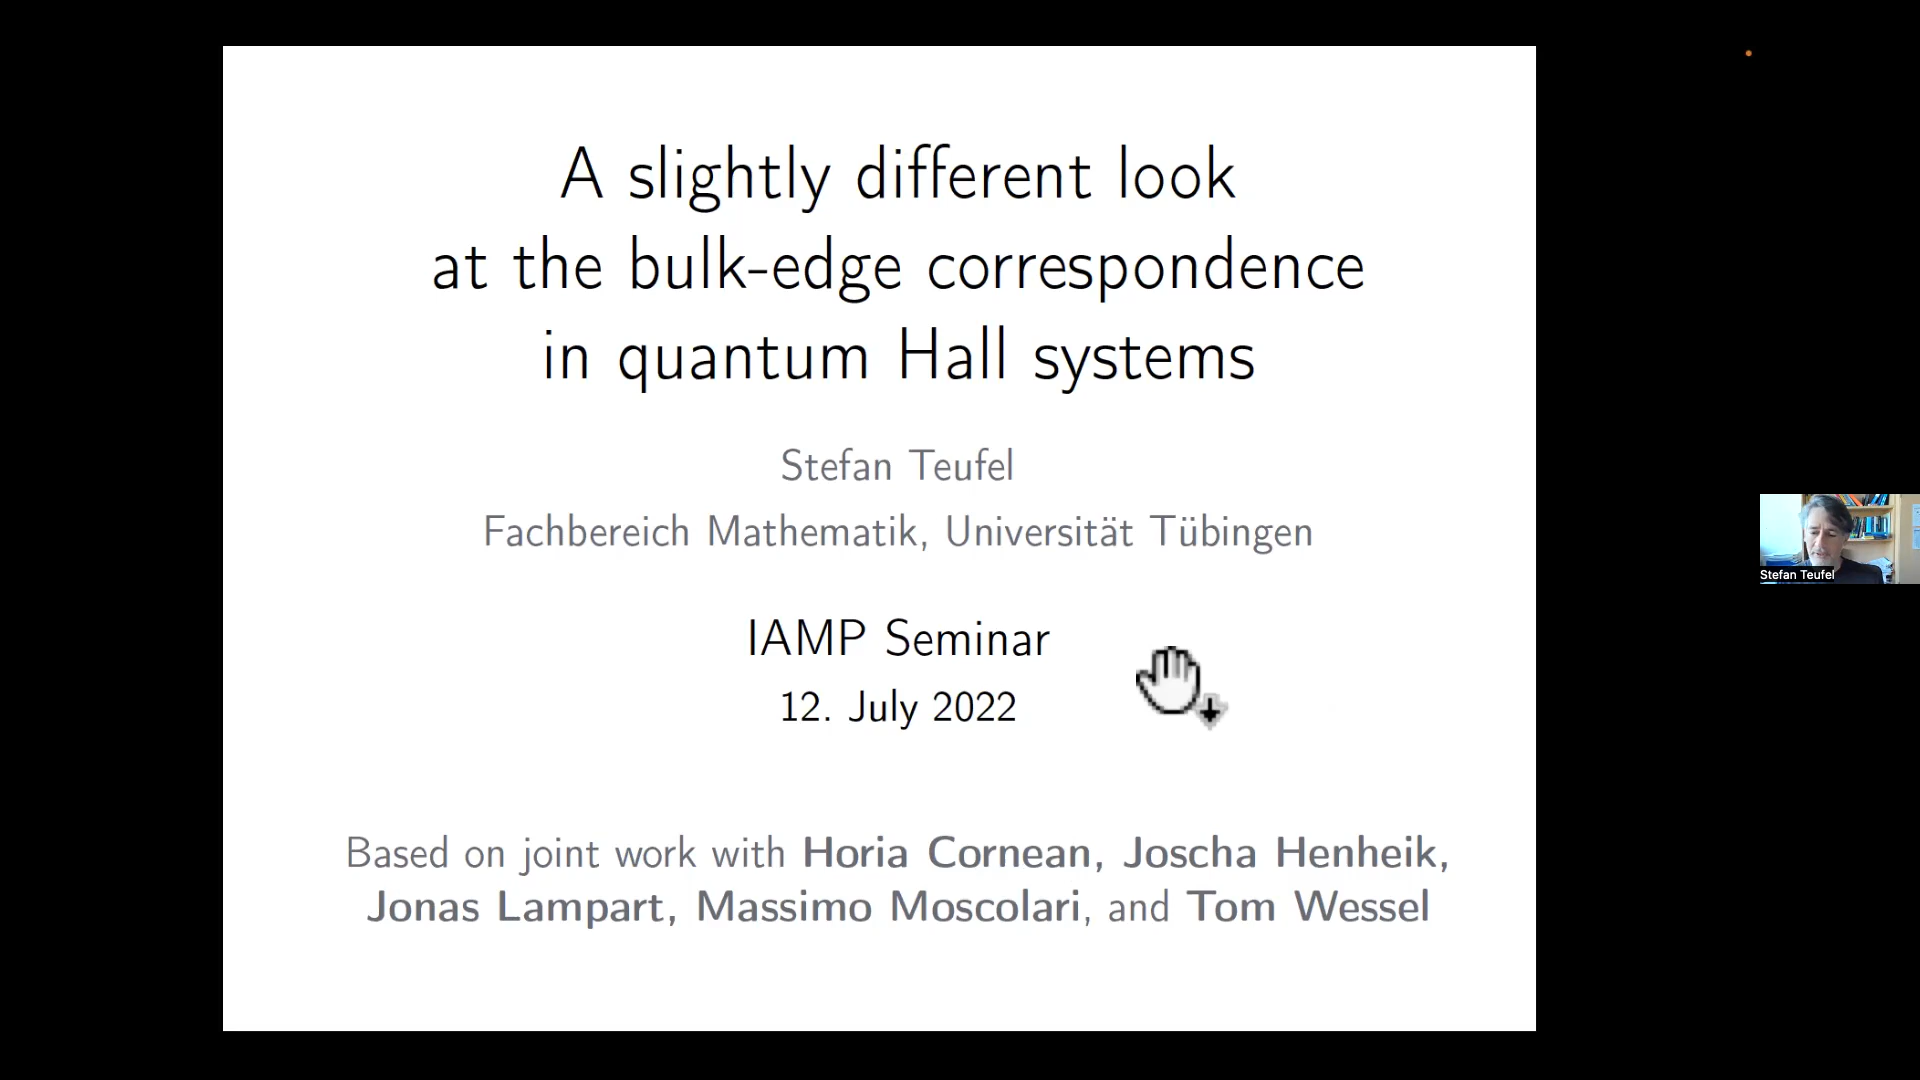 A slightly different look
at the bulk-edge correspondence
in quantum Hall systems
Stefan Teufel
Fachbereich Mathematik, Universität Tübingen
IAMP Seminar
12. July 2022
Based on joint work with Horia Cornean, Joscha Henheik,
Jonas Lampart, Massimo Moscolari, and Tom Wessel
Stefan Teufel